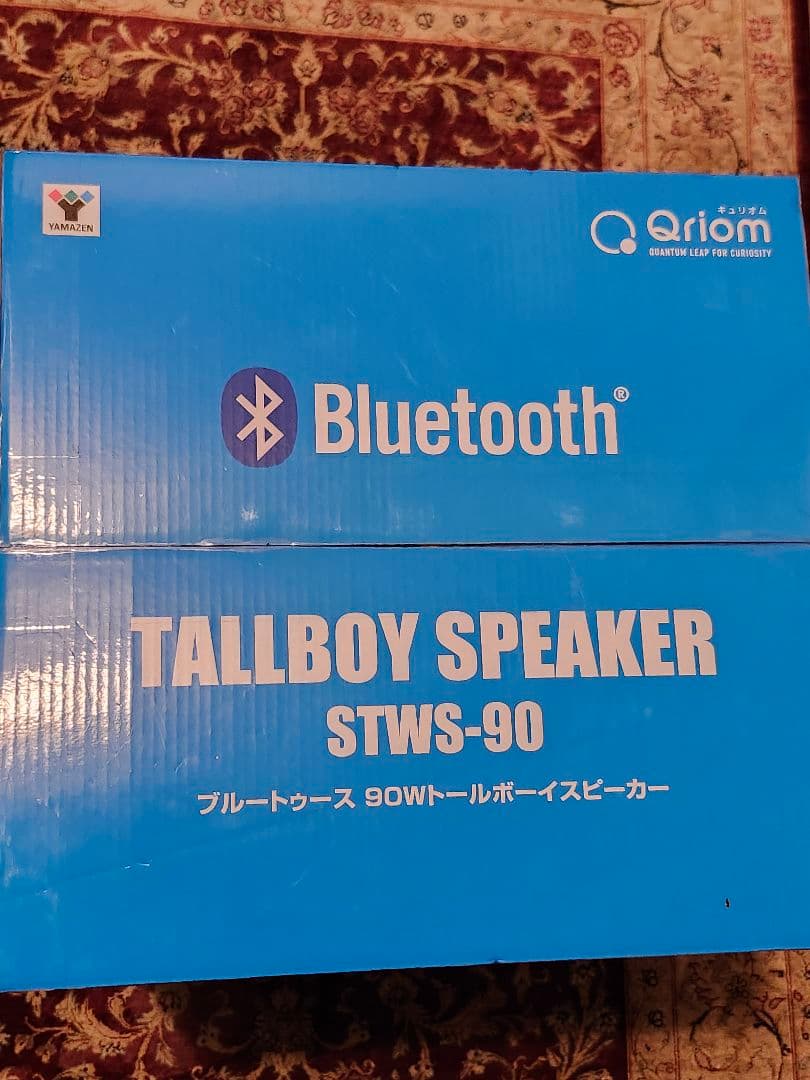 YAMAZEN
キュリオム
Qriom
QUANTUM LEAP FOR CURIOSITY
Bluetooth®
TALLBOY SPEAKER
STWS-90
ブルートゥース 90Wトールボーイスピーカー